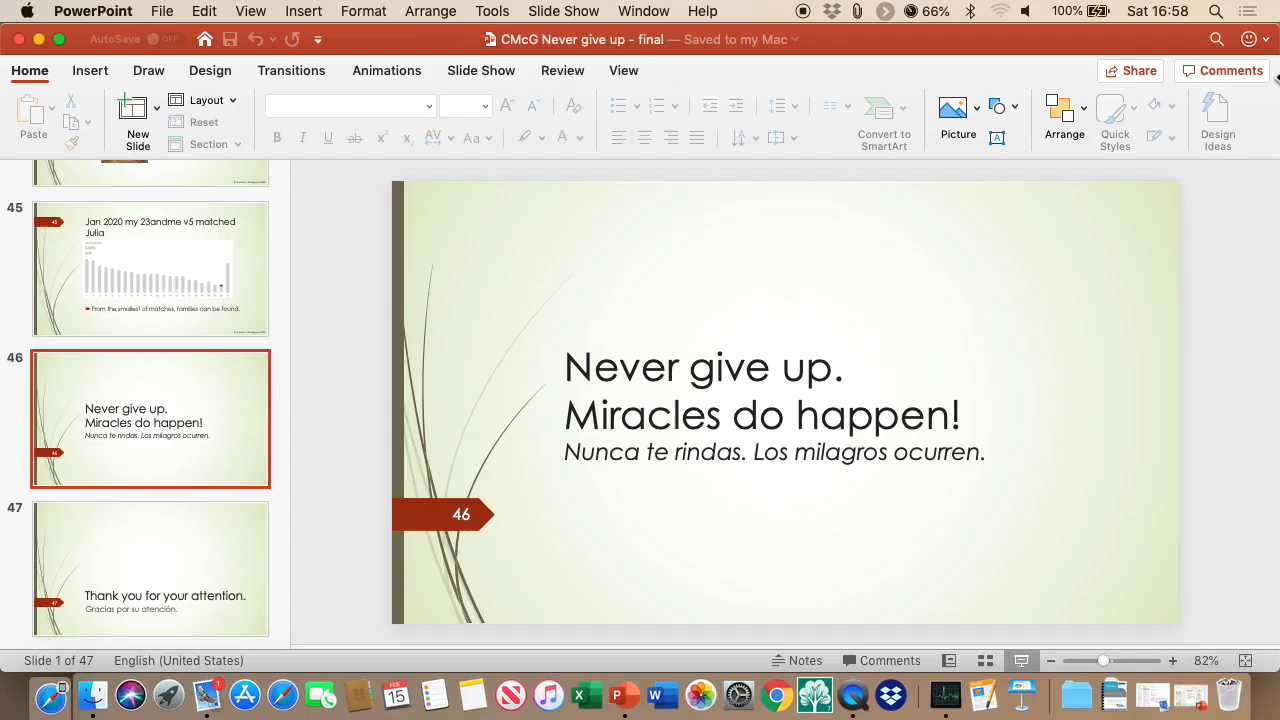 PowerPoint File Edit View Insert Format Arrange Tools Slide Show Window Help 66% 100% Sat 16:58
AutoSave OFF CMcG Never give up - final — Saved to my Mac
Home Insert Draw Design Transitions Animations Slide Show Review View Share Comments
Paste
New Slide
Layout
Reset
Section
Convert to SmartArt
Picture
Arrange
Quick Styles
Design Ideas
45
45
Jan 2020 my 23andme v5 matched
Julia
From the smallest of matches, families can be found.
46
Never give up.
Miracles do happen!
Nunca te rindas. Los milagros ocurren.
46
47
Thank you for your attention.
Gracias por su atención.
47
Never give up.
Miracles do happen!
Nunca te rindas. Los milagros ocurren.
46
Slide 1 of 47 English (United States) Notes Comments 82%
1
FEB
15